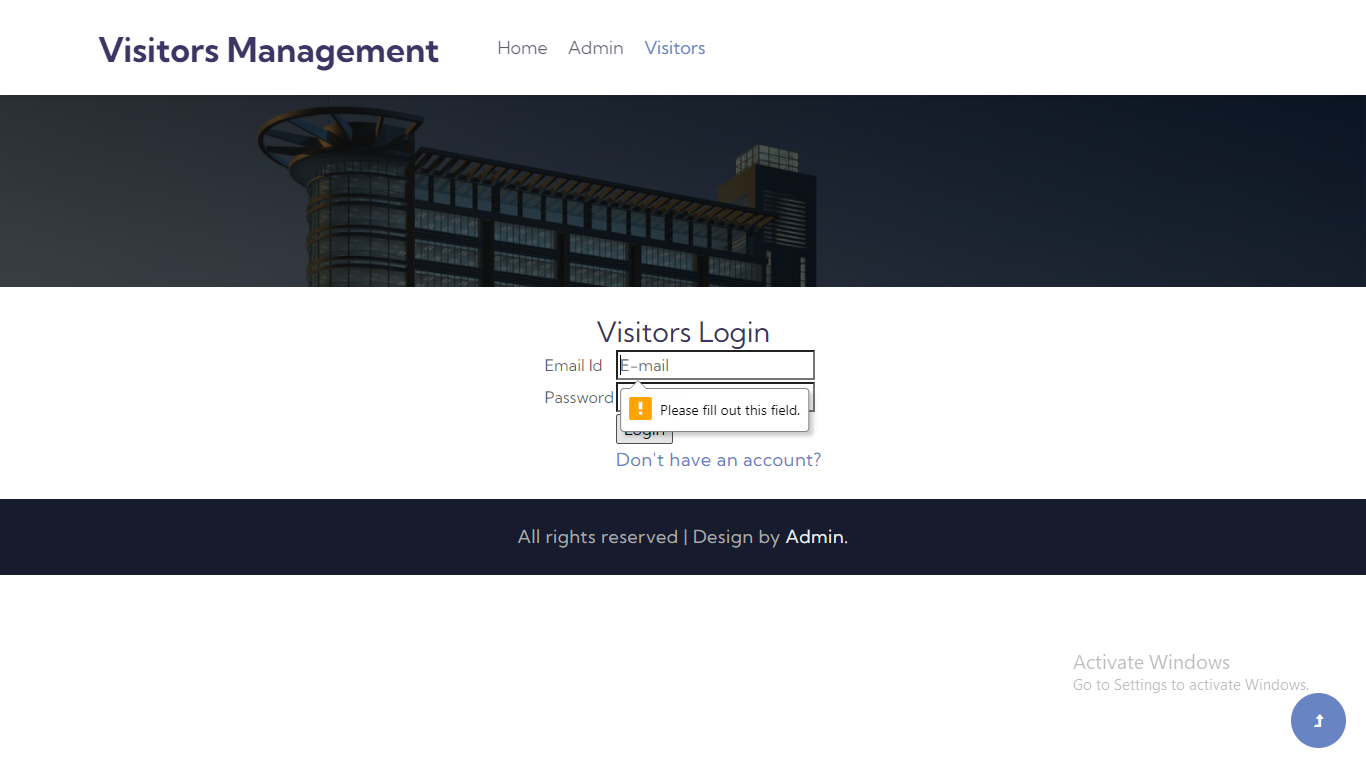 Visitors Management
Home Admin Visitors
Visitors Login
Email Id E-mail
Password
Please fill out this field.
Login
Don't have an account?
All rights reserved | Design by Admin.
Activate Windows
Go to Settings to activate Windows.